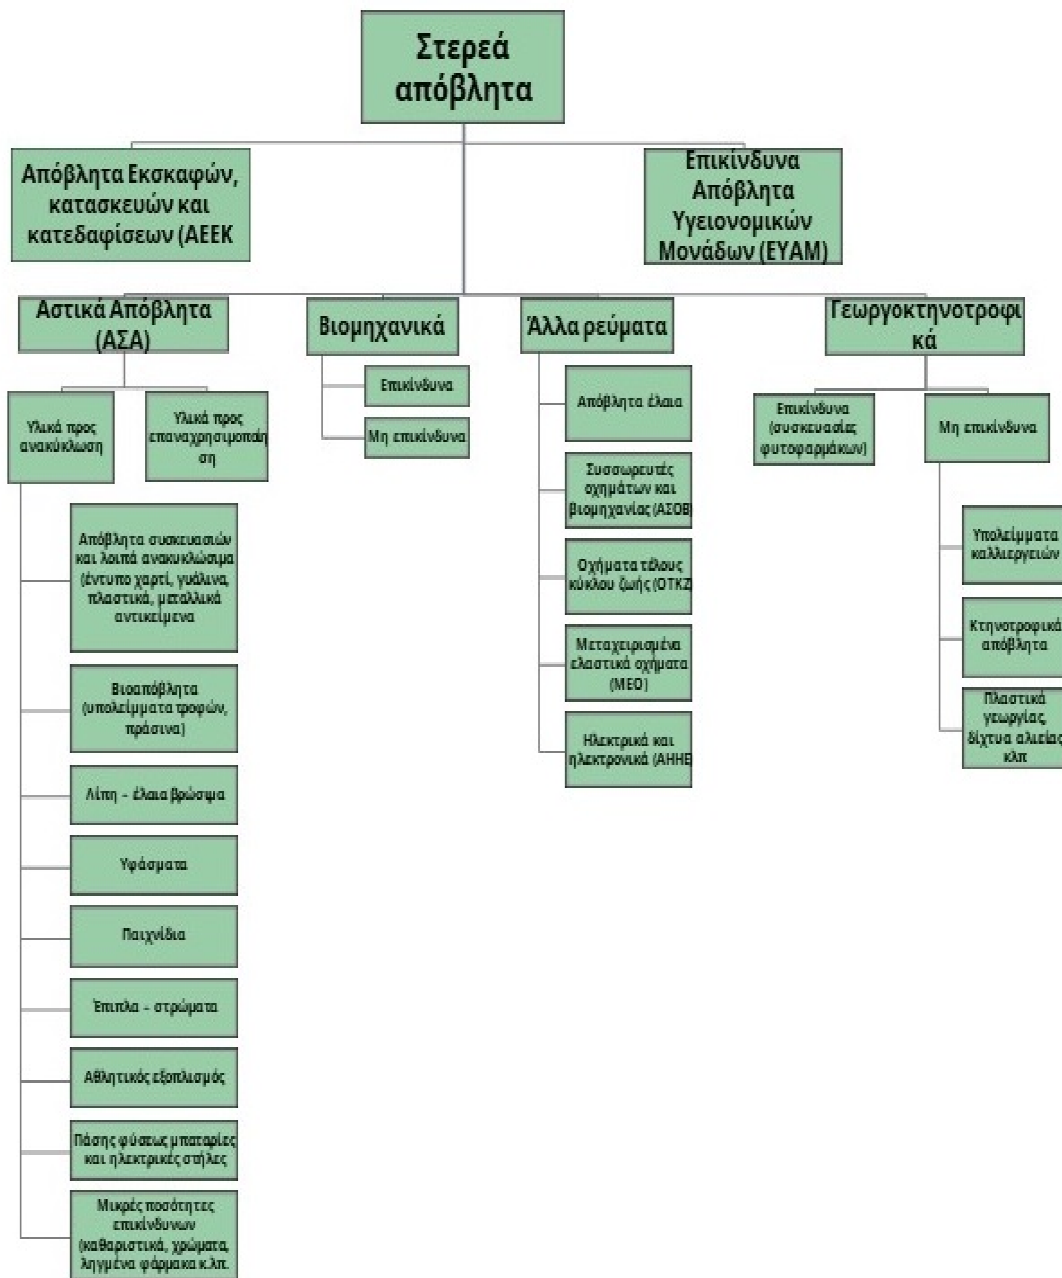 Στερεά
απόβλητα
Απόβλητα Εκσκαφών,
κατασκευών και
κατεδαφίσεων (ΑΕΕΚ
Επικίνδυνα
Απόβλητα
Υγειονομικών
Μονάδων (ΕΥΑΜ)
Αστικά Απόβλητα
(ΑΣΑ)
Βιομηχανικά
Άλλα ρεύματα
Γεωργοκτηνοτροφι
κά
Υλικά προς
ανακύκλωση
Υλικά προς
επαναχρησιμοποίη
ση
Απόβλητα συσκευασιών
και λοιπά ανακυκλώσιμα
(έντυπο χαρτί, γυάλινα,
πλαστικά, μεταλλικά
αντικείμενα
Βιοαπόβλητα
(υπολείμματα τροφών,
πράσινα)
Λίπη – έλαια βρώσιμα
Υφάσματα
Παιχνίδια
Έπιπλα – στρώματα
Αθλητικός εξοπλισμός
Πάσης φύσεως μπαταρίες
και ηλεκτρικές στήλες
Μικρές ποσότητες
επικίνδυνων
(καθαριστικά, χρώματα,
ληγμένα φάρμακα κ.λπ.
Επικίνδυνα
Μη επικίνδυνα
Απόβλητα έλαια
Συσσωρευτές
οχημάτων και
βιομηχανίας (ΑΣΟΒ)
Οχήματα τέλους
κύκλου ζωής (ΟΤΚΖ)
Μεταχειρισμένα
ελαστικά οχήματα
(ΜΕΟ)
Ηλεκτρικά και
ηλεκτρονικά (ΑΗΗΕ)
Επικίνδυνα
(συσκευασίες
φυτοφαρμάκων)
Μη επικίνδυνα
Υπολείμματα
καλλιεργειών
Κτηνοτροφικά
απόβλητα
Πλαστικά
γεωργίας,
δίχτυα αλιείας
κλπ